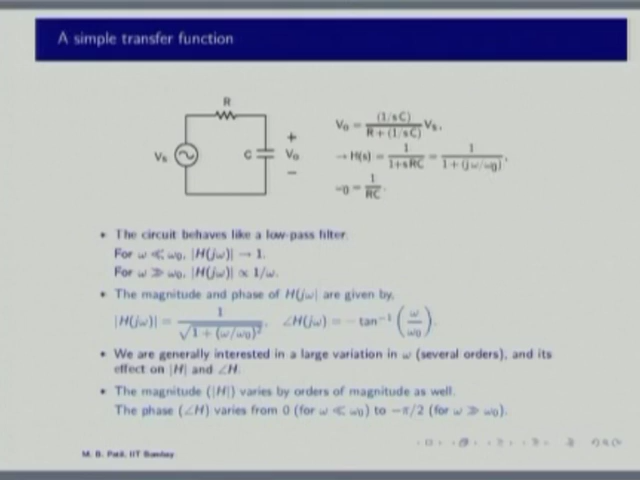 A simple transfer function
R
Vs
C
+
Vo
−
Vo = (1/sC) / (R + (1/sC)) Vs,
→ H(s) = 1 / (1+sRC) = 1 / (1+(jω/ω0)),
ω0 = 1 / RC.
• The circuit behaves like a low-pass filter.
For ω ≪ ω0, |H(jω)| → 1.
For ω ≫ ω0, |H(jω)| ∝ 1/ω.
• The magnitude and phase of H(jω) are given by,
|H(jω)| = 1 / √(1 + (ω/ω0)²), ∠H(jω) = − tan⁻¹ (ω/ω0).
• We are generally interested in a large variation in ω (several orders), and its
effect on |H| and ∠H.
• The magnitude (|H|) varies by orders of magnitude as well.
The phase (∠H) varies from 0 (for ω ≪ ω0) to −π/2 (for ω ≫ ω0).
M. B. Patil, IIT Bombay